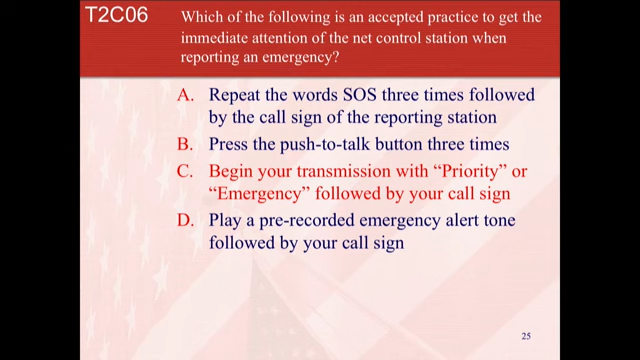 T2C06
Which of the following is an accepted practice to get the
immediate attention of the net control station when
reporting an emergency?
A. Repeat the words SOS three times followed
by the call sign of the reporting station
B. Press the push-to-talk button three times
C. Begin your transmission with “Priority” or
“Emergency” followed by your call sign
D. Play a pre-recorded emergency alert tone
followed by your call sign
25